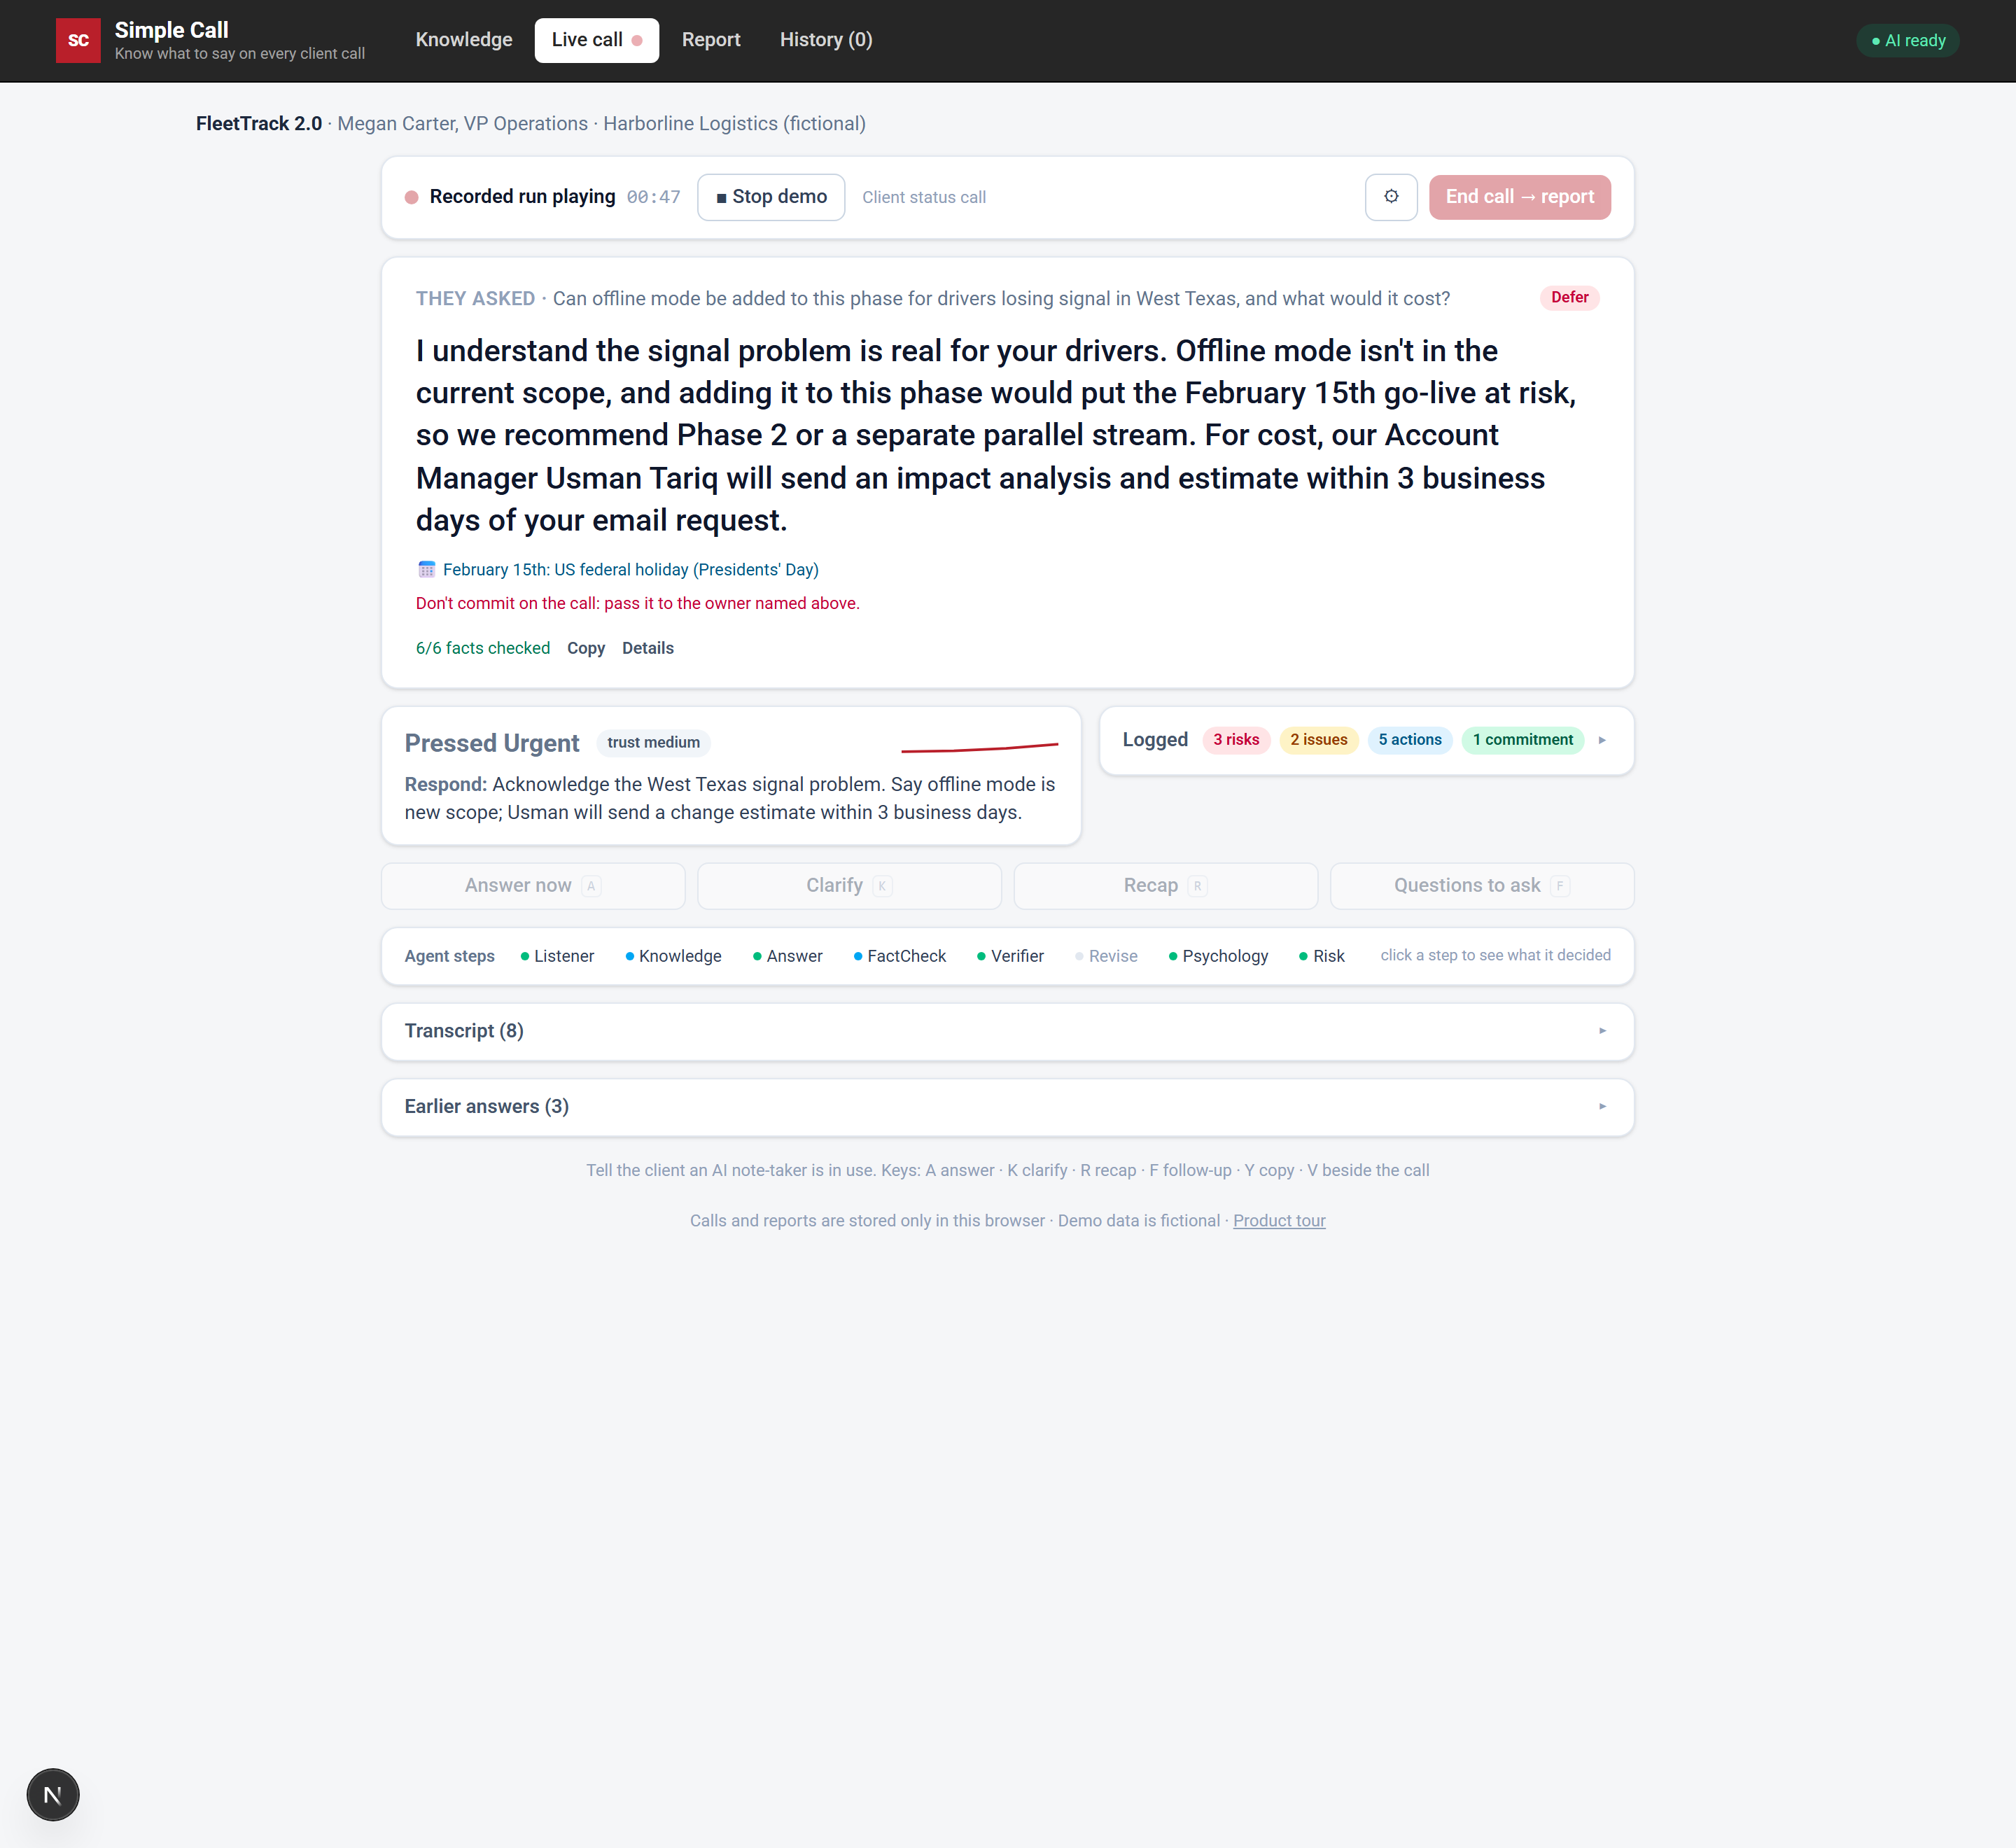 SC
Simple Call
Know what to say on every client call
Knowledge
Live call
Report
History (0)
AI ready
FleetTrack 2.0 · Megan Carter, VP Operations · Harborline Logistics (fictional)
Recorded run playing 00:47
■ Stop demo
Client status call
End call → report
THEY ASKED · Can offline mode be added to this phase for drivers losing signal in West Texas, and what would it cost?
Defer
I understand the signal problem is real for your drivers. Offline mode isn't in the
current scope, and adding it to this phase would put the February 15th go-live at risk,
so we recommend Phase 2 or a separate parallel stream. For cost, our Account
Manager Usman Tariq will send an impact analysis and estimate within 3 business
days of your email request.
February 15th: US federal holiday (Presidents' Day)
Don't commit on the call: pass it to the owner named above.
6/6 facts checked Copy Details
Pressed Urgent trust medium
Respond: Acknowledge the West Texas signal problem. Say offline mode is
new scope; Usman will send a change estimate within 3 business days.
Logged 3 risks 2 issues 5 actions 1 commitment ▸
Answer now A
Clarify K
Recap R
Questions to ask F
Agent steps Listener Knowledge Answer FactCheck Verifier Revise Psychology Risk click a step to see what it decided
Transcript (8) ▸
Earlier answers (3) ▸
Tell the client an AI note-taker is in use. Keys: A answer · K clarify · R recap · F follow-up · Y copy · V beside the call
Calls and reports are stored only in this browser · Demo data is fictional · Product tour
N